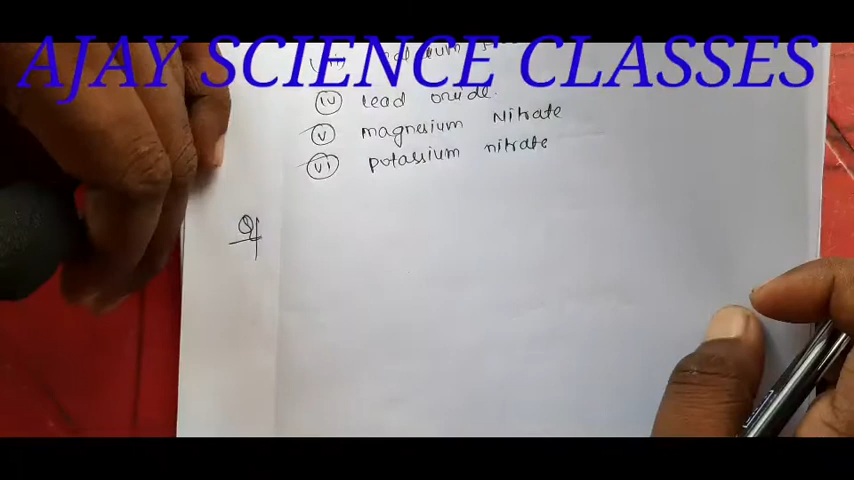 AJAY SCIENCE CLASSES
iv lead oxide.
v magnesium Nitrate
vi potassium nitrate
Q